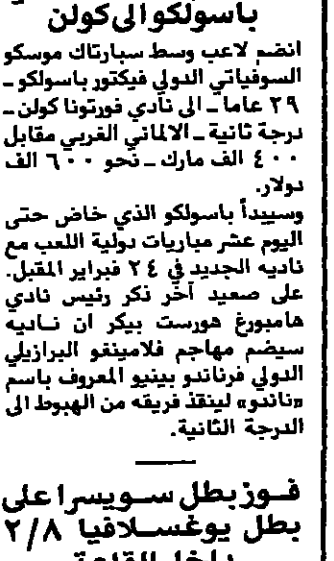 باسولكو الى كولن
انضم لاعب وسط سبارتاك موسكو
السوفياتي الدولي فيكتور باسولكو ـ
٢٩ عاما ـ الى نادي فورتونا كولن ـ
درجة ثانية ـ الالماني الغربي مقابل
٤٠٠ الف مارك ـ نحو ٦٠٠ الف
دولار.
وسيبدأ باسولكو الذي خاض حتى
اليوم عشر مباريات دولية اللعب مع
ناديه الجديد في ٢٤ فبراير المقبل.
على صعيد آخر ذكر رئيس نادي
هامبورغ هورست بيكر ان ناديه
سيضم مهاجم فلامينغو البرازيلي
الدولي فرناندو بينيو المعروف باسم
«ناندو» لينقذ فريقه من الهبوط الى
الدرجة الثانية.
فوز بطل سويسرا على
بطل يوغسلافيا ٢/٨
داخل القاعة